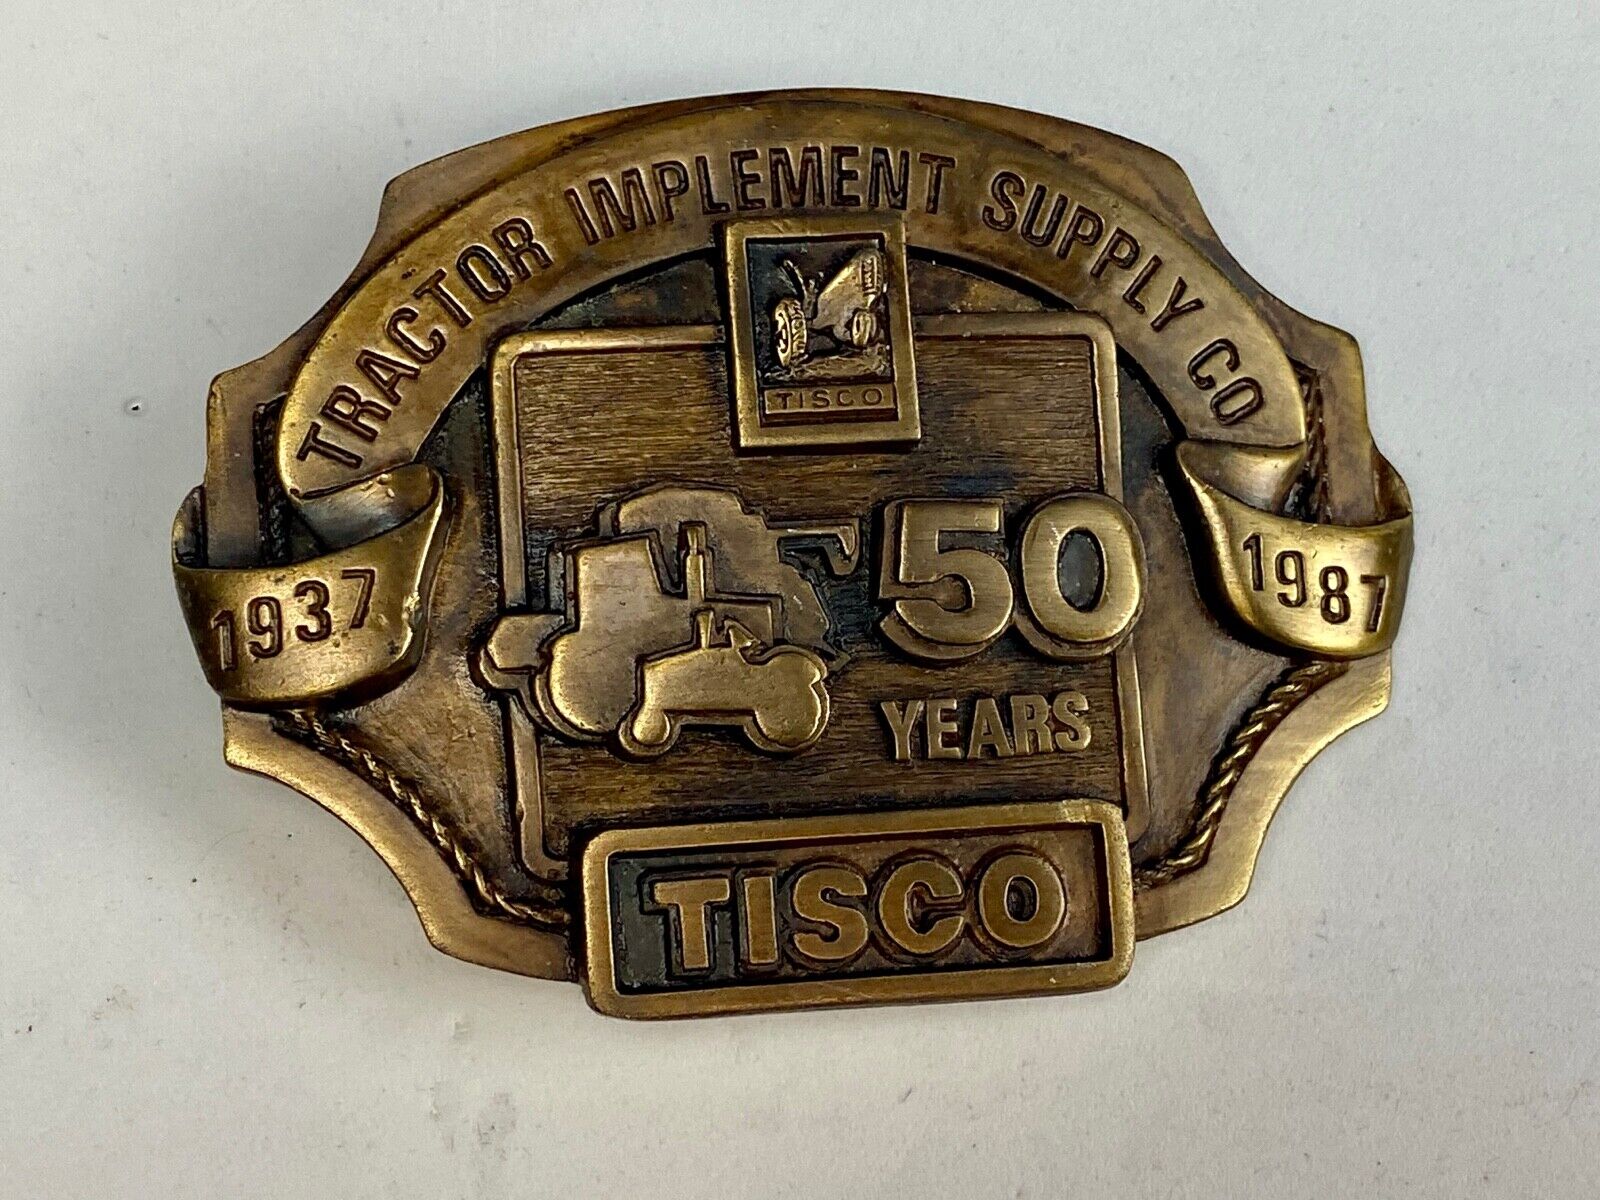 TRACTOR IMPLEMENT SUPPLY CO
TISCO
1937
1987
50
YEARS
TISCO